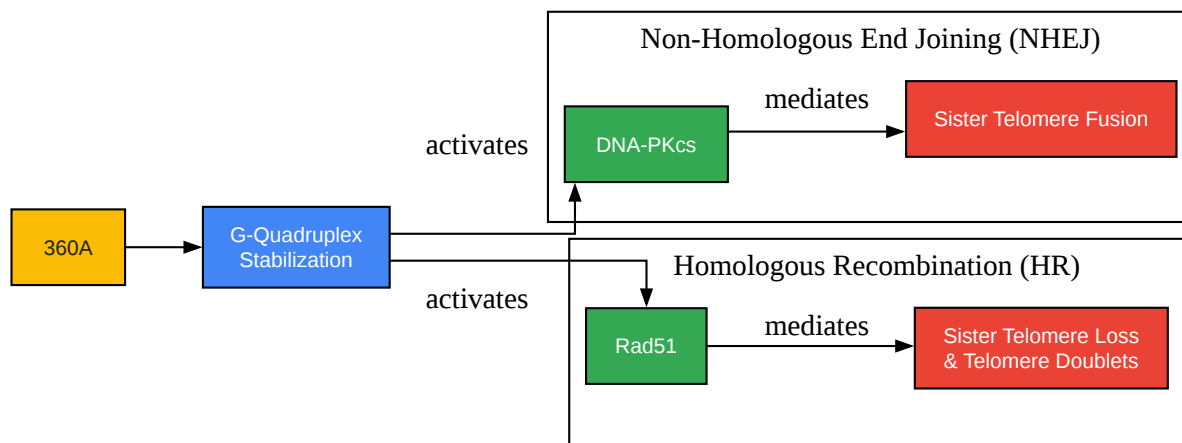 Non-Homologous End Joining (NHEJ)
mediates
Sister Telomere Fusion
activates
DNA-PKcs
360A
G-Quadruplex
Stabilization
Homologous Recombination (HR)
activates
mediates
Rad51
Sister Telomere Loss
& Telomere Doublets